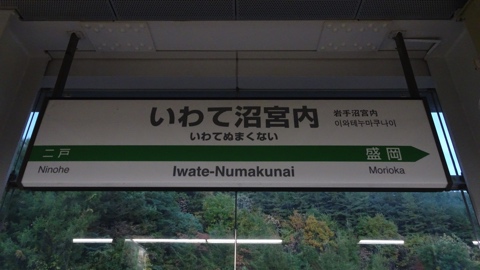 いわて沼宮内
いわてぬまくない
岩手沼宮内
이와테누마쿠나이
二戸
盛岡
Ninohe
Iwate-Numakunai
Morioka